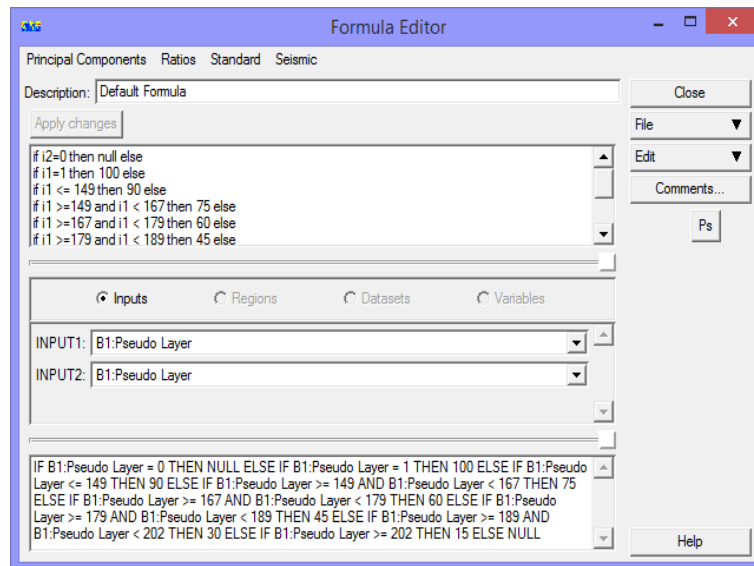 Formula Editor
Principal Components Ratios Standard Seismic
Description: Default Formula
Close
Apply changes
File
Edit
Comments...
Ps
if i2=0 then null else
if i1=1 then 100 else
if i1 <= 149 then 90 else
if i1 >=149 and i1 < 167 then 75 else
if i1 >=167 and i1 < 179 then 60 else
if i1 >=179 and i1 < 189 then 45 else
Inputs Regions Datasets Variables
INPUT1: B1:Pseudo Layer
INPUT2: B1:Pseudo Layer
IF B1:Pseudo Layer = 0 THEN NULL ELSE IF B1:Pseudo Layer = 1 THEN 100 ELSE IF B1:Pseudo
Layer <= 149 THEN 90 ELSE IF B1:Pseudo Layer >= 149 AND B1:Pseudo Layer < 167 THEN 75
ELSE IF B1:Pseudo Layer >= 167 AND B1:Pseudo Layer < 179 THEN 60 ELSE IF B1:Pseudo
Layer >= 179 AND B1:Pseudo Layer < 189 THEN 45 ELSE IF B1:Pseudo Layer >= 189 AND
B1:Pseudo Layer < 202 THEN 30 ELSE IF B1:Pseudo Layer >= 202 THEN 15 ELSE NULL
Help